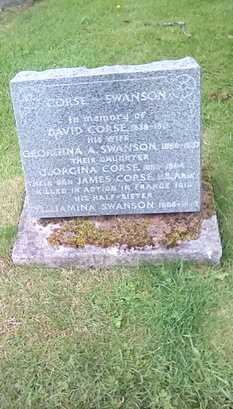 CORSE SWANSON
In memory of
DAVID CORSE
HIS WIFE
GEORGINA A. SWANSON
THEIR DAUGHTER
GEORGINA CORSE
THEIR SON JAMES CORSE, U.S. ARMY
KILLED IN ACTION IN FRANCE 1918
HIS HALF-SISTER
WILLIAMINA SWANSON